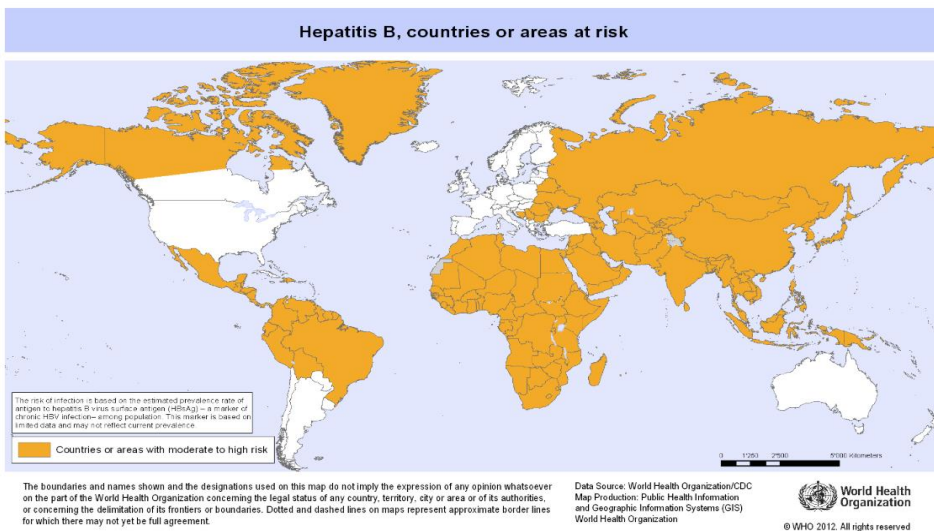 Hepatitis B, countries or areas at risk
The risk of infection is based on the estimated prevalence rate of
antigen to hepatitis B virus surface antigen (HBsAg) – a marker of
chronic HBV infection– among population. This marker is based on
limited data and may not reflect current prevalence.
Countries or areas with moderate to high risk
0 1'250 2'500 5'000 Kilometers
The boundaries and names shown and the designations used on this map do not imply the expression of any opinion whatsoever
on the part of the World Health Organization concerning the legal status of any country, territory, city or area or of its authorities,
or concerning the delimitation of its frontiers or boundaries. Dotted and dashed lines on maps represent approximate border lines
for which there may not yet be full agreement.
Data Source: World Health Organization/CDC
Map Production: Public Health Information
and Geographic Information Systems (GIS)
World Health Organization
World Health
Organization
© WHO 2012. All rights reserved